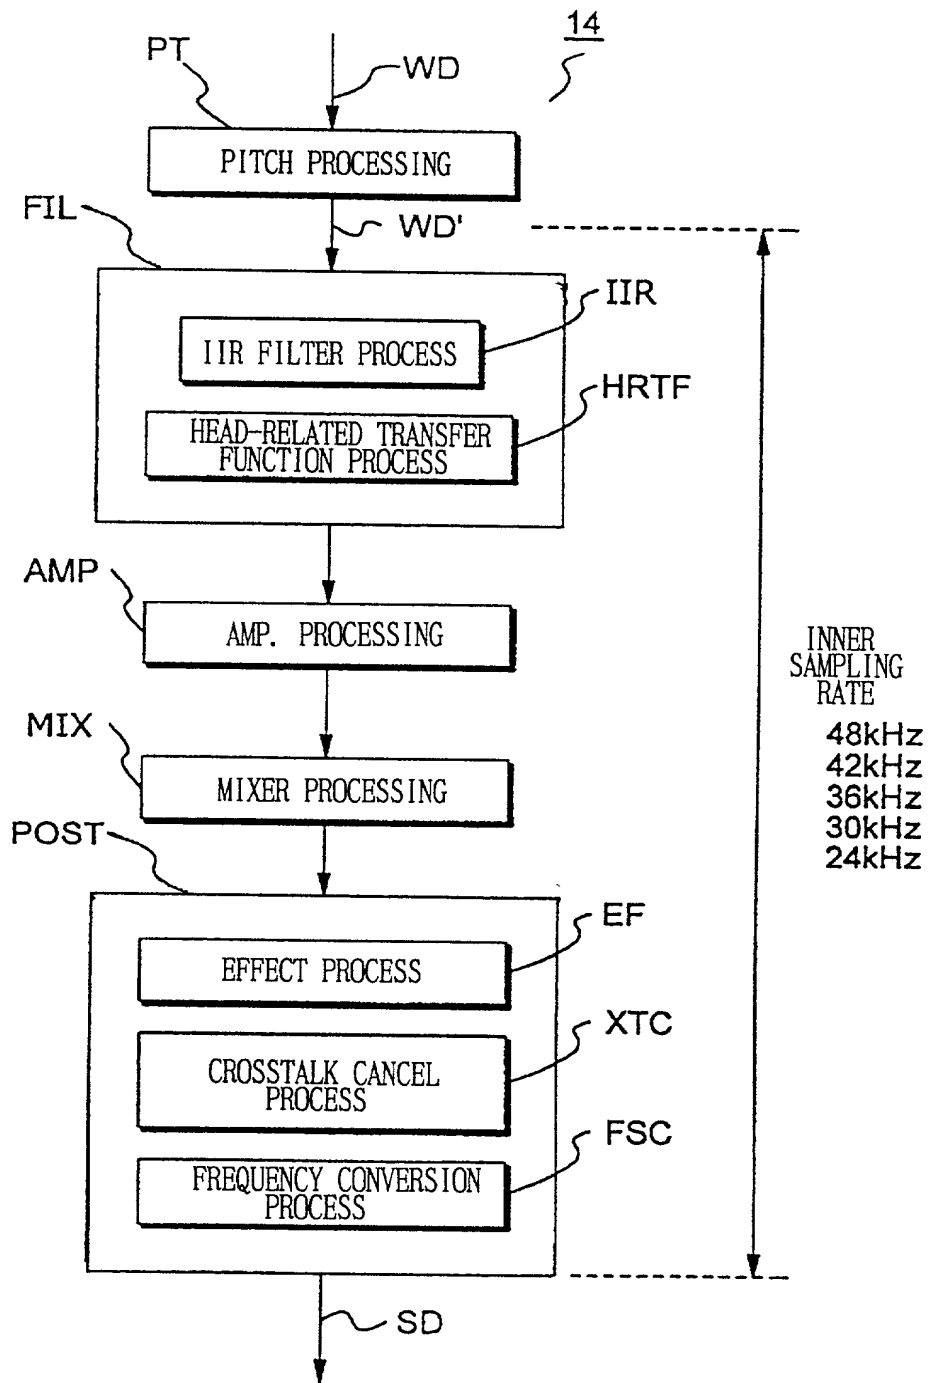 14
PT
WD
PITCH PROCESSING
FIL
WD'
IIR
IIR FILTER PROCESS
HRTF
HEAD-RELATED TRANSFER
FUNCTION PROCESS
AMP
AMP. PROCESSING
INNER
SAMPLING
RATE
48kHz
42kHz
36kHz
30kHz
24kHz
MIX
MIXER PROCESSING
POST
EF
EFFECT PROCESS
XTC
CROSSTALK CANCEL
PROCESS
FSC
FREQUENCY CONVERSION
PROCESS
SD